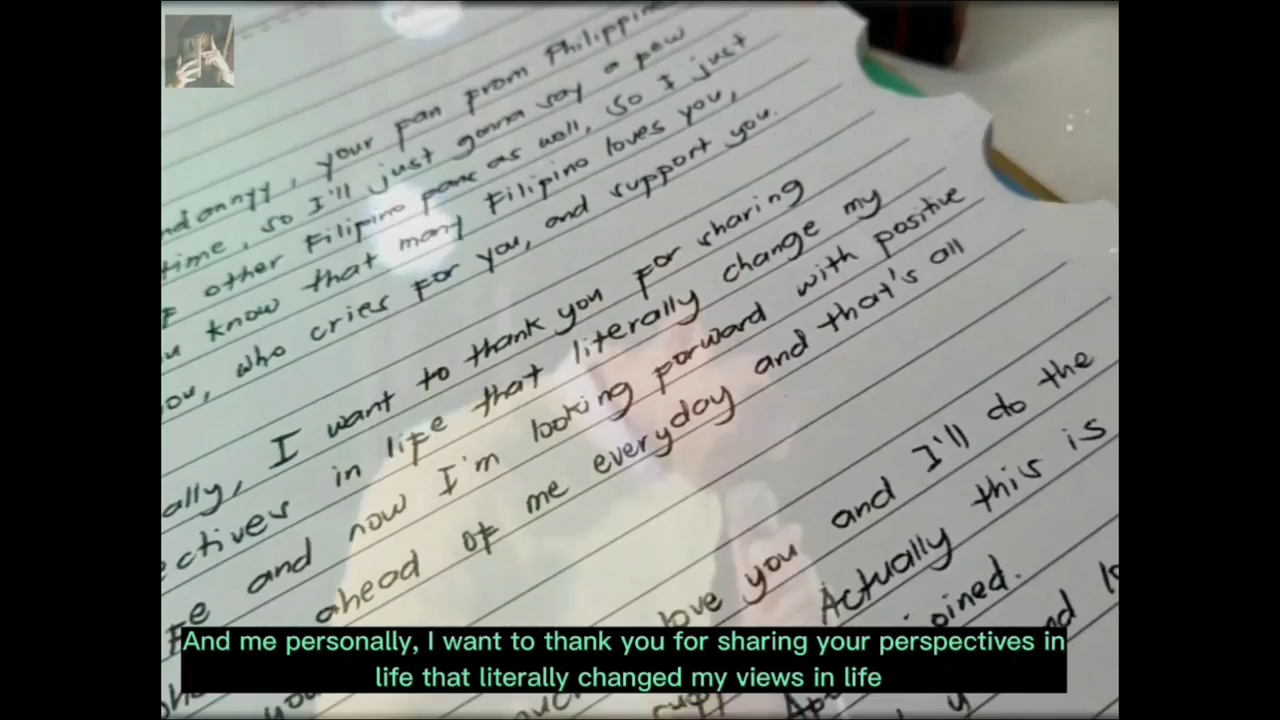 , your fan from Philippine
time, so I'll just gonna say a few
other Filipino fans as well, so I just
know that many Filipino loves you,
who cries for you, and support you.
I want to thank you for sharing
in life that literally change my
and now I'm looking forward with positive
ahead of me everyday and that's all
love you and I'll do the
Actually this is
joined.
And me personally, I want to thank you for sharing your perspectives in
life that literally changed my views in life